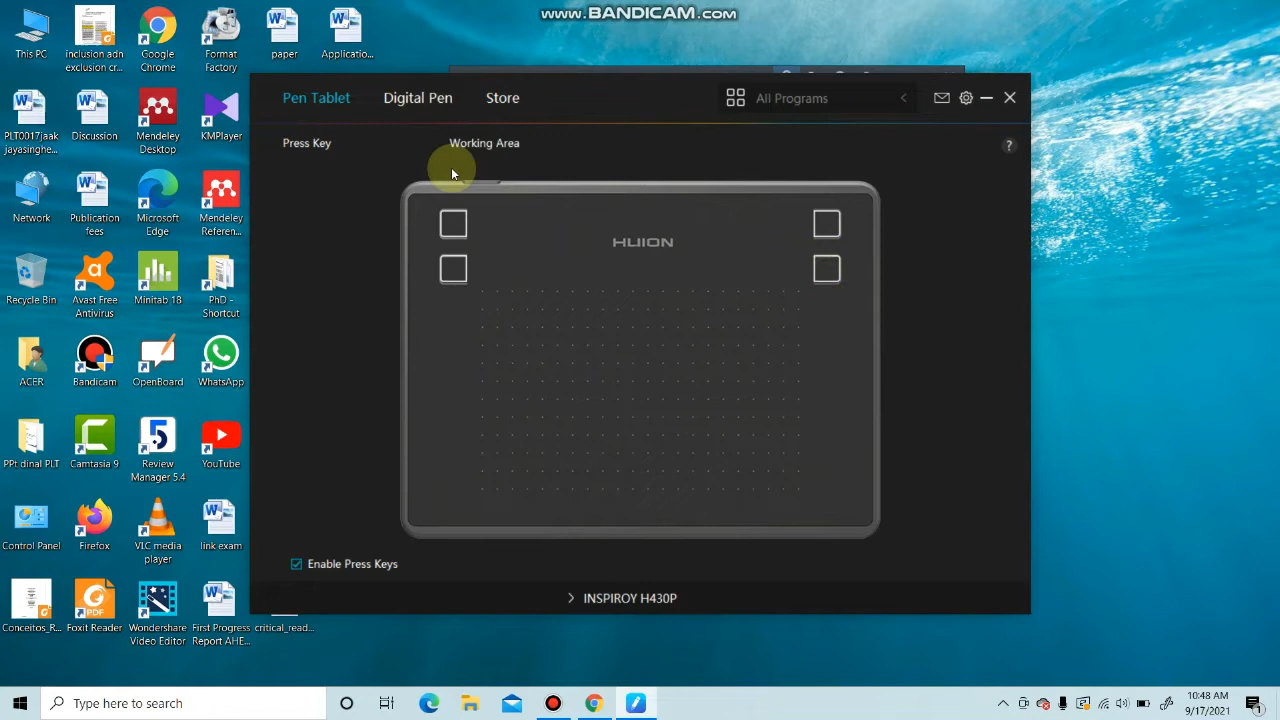 www.BANDICAM.com
This PC
inclusion adn
exclusion cr...
Google
Chrome
Format
Factory
paper
Applicatio...
PLT0017jaak
jayasinghe...
Discussion
Mendeley
Desktop
KMPlayer
Network
Publication
fees
Microsoft
Edge
Mendeley
Referen...
Recycle Bin
Avast Free
Antivirus
Minitab 18
PhD -
Shortcut
ACER
Bandicam
OpenBoard
WhatsApp
PPt dinal PLT
Camtasia 9
Review
Manager 5.4
YouTube
Control Panel
Firefox
VLC media
player
link exam
Conceitos_R...
Foxit Reader
Wondershare
Video Editor
First Progress
Report AHE...
critical_read...
Pen Tablet
Digital Pen
Store
All Programs
Press Key
Working Area
?
HUION
Enable Press Keys
INSPIROY H430P
Type here to search
10:48 AM
9/17/2021